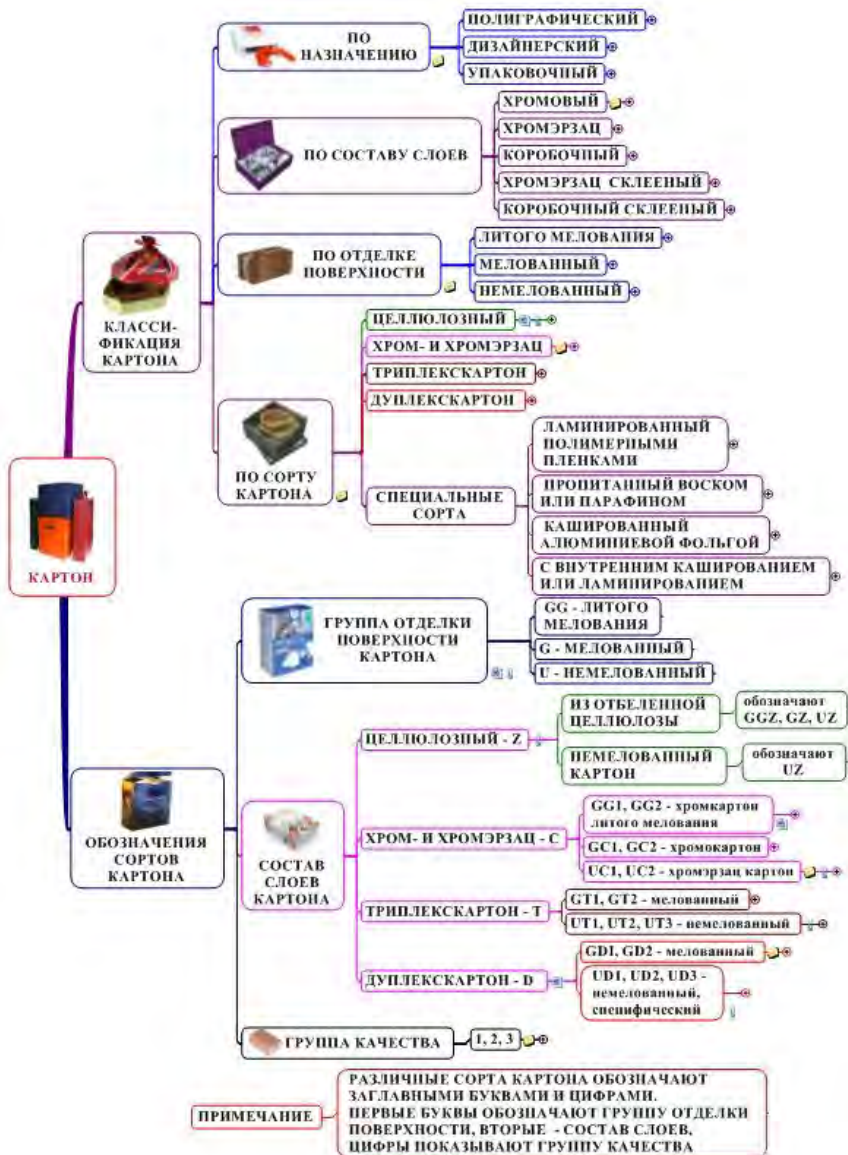 КАРТОН
КЛАССИ-
ФИКАЦИЯ
КАРТОНА
ПО
НАЗНАЧЕНИЮ
ПОЛИГРАФИЧЕСКИЙ
ДИЗАЙНЕРСКИЙ
УПАКОВОЧНЫЙ
ПО СОСТАВУ СЛОЕВ
ХРОМОВЫЙ
ХРОМЭРЗАЦ
КОРОБОЧНЫЙ
ХРОМЭРЗАЦ СКЛЕЕНЫЙ
КОРОБОЧНЫЙ СКЛЕЕНЫЙ
ПО ОТДЕЛКЕ
ПОВЕРХНОСТИ
ЛИТОГО МЕЛОВАНИЯ
МЕЛОВАННЫЙ
НЕМЕЛОВАННЫЙ
ПО СОРТУ
КАРТОНА
ЦЕЛЛЮЛОЗНЫЙ
ХРОМ- И ХРОМЭРЗАЦ
ТРИПЛЕКСКАРТОН
ДУПЛЕКСКАРТОН
СПЕЦИАЛЬНЫЕ
СОРТА
ЛАМИНИРОВАННЫЙ
ПОЛИМЕРНЫМИ
ПЛЕНКАМИ
ПРОПИТАННЫЙ ВОСКОМ
ИЛИ ПАРАФИНОМ
КАШИРОВАННЫЙ
АЛЮМИНИЕВОЙ ФОЛЬГОЙ
С ВНУТРЕННИМ КАШИРОВАНИЕМ
ИЛИ ЛАМИНИРОВАНИЕМ
ОБОЗНАЧЕНИЯ
СОРТОВ
КАРТОНА
ГРУППА ОТДЕЛКИ
ПОВЕРХНОСТИ
КАРТОНА
GG - ЛИТОГО
МЕЛОВАНИЯ
G - МЕЛОВАННЫЙ
U - НЕМЕЛОВАННЫЙ
СОСТАВ
СЛОЕВ
КАРТОНА
ЦЕЛЛЮЛОЗНЫЙ - Z
ИЗ ОТБЕЛЕННОЙ
ЦЕЛЛЮЛОЗЫ
обозначают
GGZ, GZ, UZ
НЕМЕЛОВАННЫЙ
КАРТОН
обозначают
UZ
ХРОМ- И ХРОМЭРЗАЦ - С
GG1, GG2 - хромкартон
литого мелования
GC1, GC2 - хромокартон
UC1, UC2 - хромэрзац картон
ТРИПЛЕКСКАРТОН - Т
GT1, GT2 - мелованный
UT1, UT2, UT3 - немелованный
ДУПЛЕКСКАРТОН - D
GDI, GD2 - мелованный
UD1, UD2, UD3 -
немелованный,
спенифический
ГРУППА КАЧЕСТВА
1, 2, 3
ПРИМЕЧАНИЕ
РАЗЛИЧНЫЕ СОРТА КАРТОНА ОБОЗНАЧАЮТ
ЗАГЛАВНЫМИ БУКВАМИ И ЦИФРАМИ.
ПЕРВЫЕ БУКВЫ ОБОЗНАЧАЮТ ГРУППУ ОТДЕЛКИ
ПОВЕРХНОСТИ, ВТОРЫЕ - СОСТАВ СЛОЕВ,
ЦИФРЫ ПОКАЗЫВАЮТ ГРУППУ КАЧЕСТВА